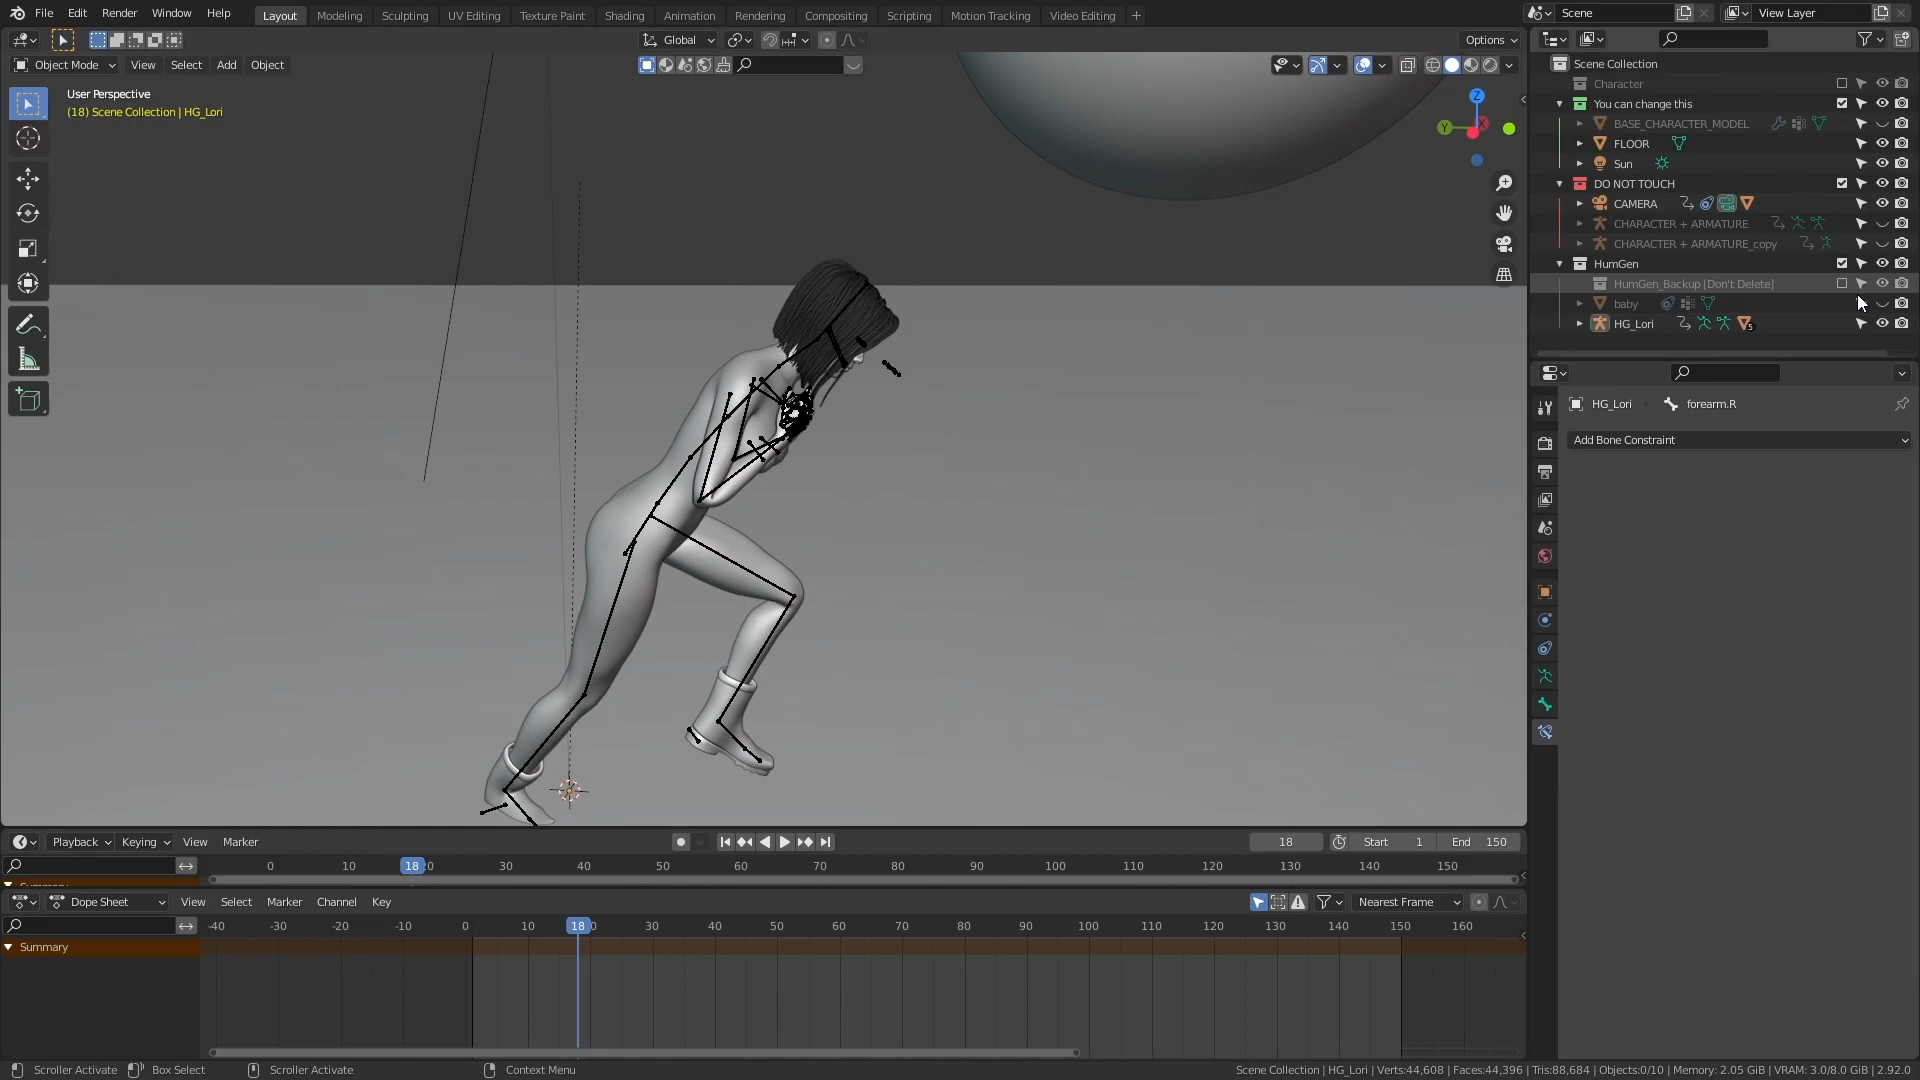 File Edit Render Window Help Layout Modeling Sculpting UV Editing Texture Paint Shading Animation Rendering Compositing Scripting Motion Tracking Video Editing + Scene View Layer
Global Options
Object Mode View Select Add Object
User Perspective
(18) Scene Collection | HG_Lori
Z
Y
X
Scene Collection
Character
You can change this
BASE_CHARACTER_MODEL
FLOOR
Sun
DO NOT TOUCH
CAMERA
CHARACTER + ARMATURE
CHARACTER + ARMATURE_copy
HumGen
HumGen_Backup [Don't Delete]
baby
HG_Lori 5
HG_Lori forearm.R
Add Bone Constraint
Playback Keying View Marker 18 Start 1 End 150
0 10 18 20 30 40 50 60 70 80 90 100 110 120 130 140 150
Summary
Dope Sheet View Select Marker Channel Key Nearest Frame
-40 -30 -20 -10 0 10 18 30 40 50 60 70 80 90 100 110 120 130 140 150 160
Summary
Scroller Activate Box Select Scroller Activate Context Menu Scene Collection | HG_Lori | Verts:44,608 | Faces:44,396 | Tris:88,684 | Objects:0/10 | Memory: 2.05 GiB | VRAM: 3.0/8.0 GiB | 2.92.0